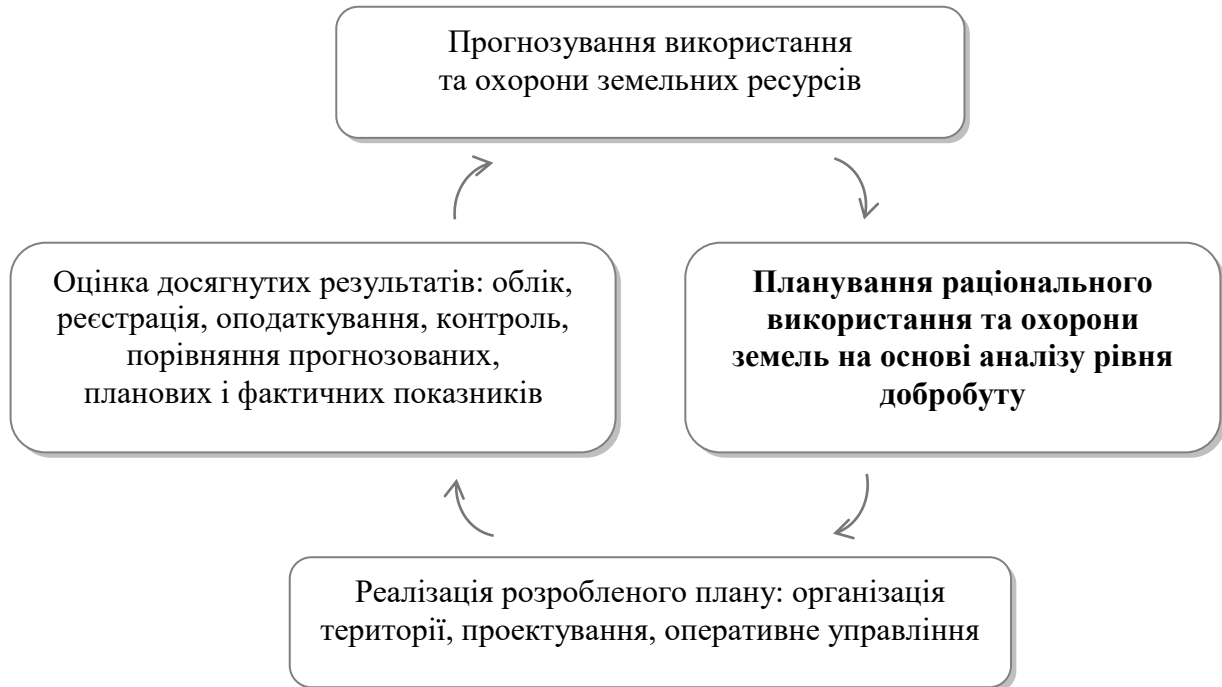 Прогнозування використання
та охорони земельних ресурсів
Оцінка досягнутих результатів: облік,
реєстрація, оподаткування, контроль,
порівняння прогнозованих,
планових і фактичних показників
Планування раціонального
використання та охорони
земель на основі аналізу рівня
добробуту
Реалізація розробленого плану: організація
території, проектування, оперативне управління